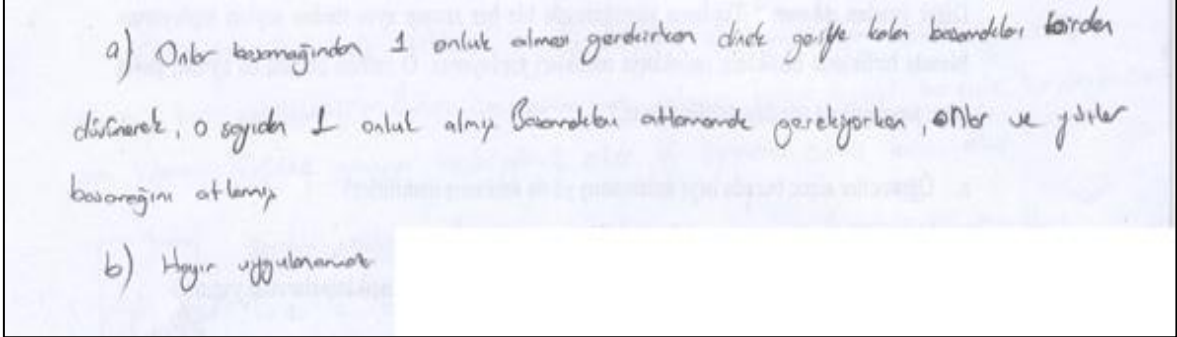 a) Onlar basamağından 1 onluk alması gerekirken direk geriye kalan basamakları birden
düşünerek, o sayıdan 1 onluk almış. Basamakları atlamamak gerekiyorken, onlar ve yüzler
basamağını atlamış
b) Hayır uygulanamaz